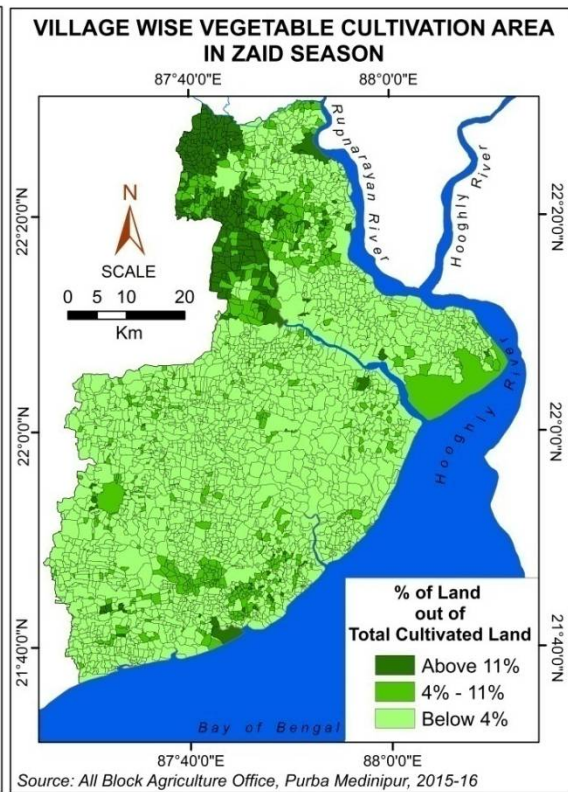 VILLAGE WISE VEGETABLE CULTIVATION AREA
IN ZAID SEASON
87°40'0"E
88°0'0"E
Rupnarayan River
Hooghly River
22°20'0"N
22°20'0"N
N
SCALE
0 5 10 20
Km
22°0'0"N
22°0'0"N
Hooghly River
% of Land
out of
Total Cultivated Land
Above 11%
4% - 11%
Below 4%
21°40'0"N
21°40'0"N
Bay of Bengal
87°40'0"E
88°0'0"E
Source: All Block Agriculture Office, Purba Medinipur, 2015-16